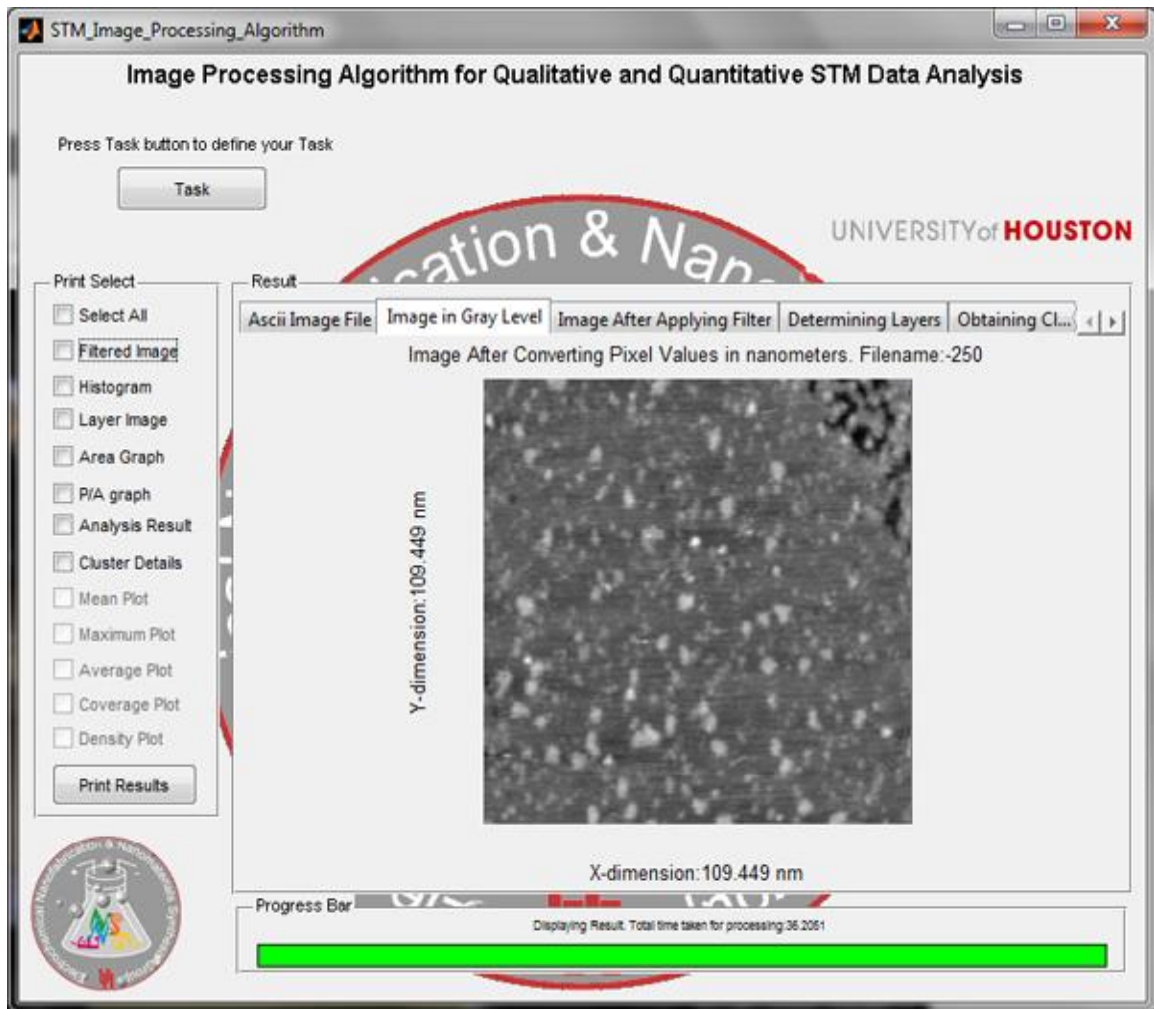 STM_Image_Processing_Algorithm
Image Processing Algorithm for Qualitative and Quantitative STM Data Analysis
Press Task button to define your Task
Task
cation & Nano
UNIVERSITYof HOUSTON
Print Select
Select All
Filtered Image
Histogram
Layer Image
Area Graph
P/A graph
Analysis Result
Cluster Details
Mean Plot
Maximum Plot
Average Plot
Coverage Plot
Density Plot
Print Results
Result
Ascii Image File
Image in Gray Level
Image After Applying Filter
Determining Layers
Obtaining Cl...
Image After Converting Pixel Values in nanometers. Filename:-250
Y-dimension:109.449 nm
X-dimension:109.449 nm
Progress Bar
Displaying Result. Total time taken for processing:36.2051